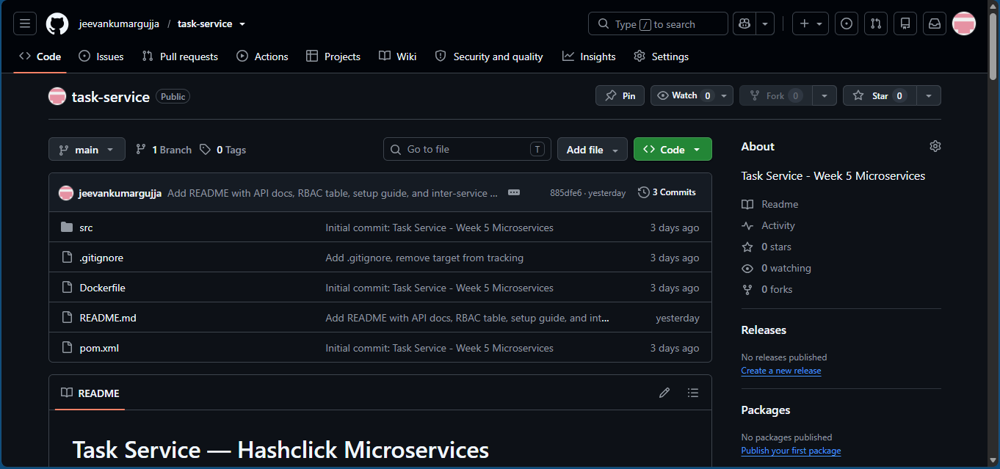 jeevankumargujja / task-service
Type / to search
Code Issues Pull requests Actions Projects Wiki Security and quality Insights Settings
task-service Public
Pin Watch 0 Fork 0 Star 0
main 1 Branch 0 Tags Go to file T Add file Code
jeevankumargujja Add README with API docs, RBAC table, setup guide, and inter-service ... 885dfe6 · yesterday 3 Commits
src Initial commit: Task Service - Week 5 Microservices 3 days ago
.gitignore Add .gitignore, remove target from tracking 3 days ago
Dockerfile Initial commit: Task Service - Week 5 Microservices 3 days ago
README.md Add README with API docs, RBAC table, setup guide, and int... yesterday
pom.xml Initial commit: Task Service - Week 5 Microservices 3 days ago
README
Task Service — Hashclick Microservices
About
Task Service - Week 5 Microservices
Readme
Activity
0 stars
0 watching
0 forks
Releases
No releases published
Create a new release
Packages
No packages published
Publish your first package